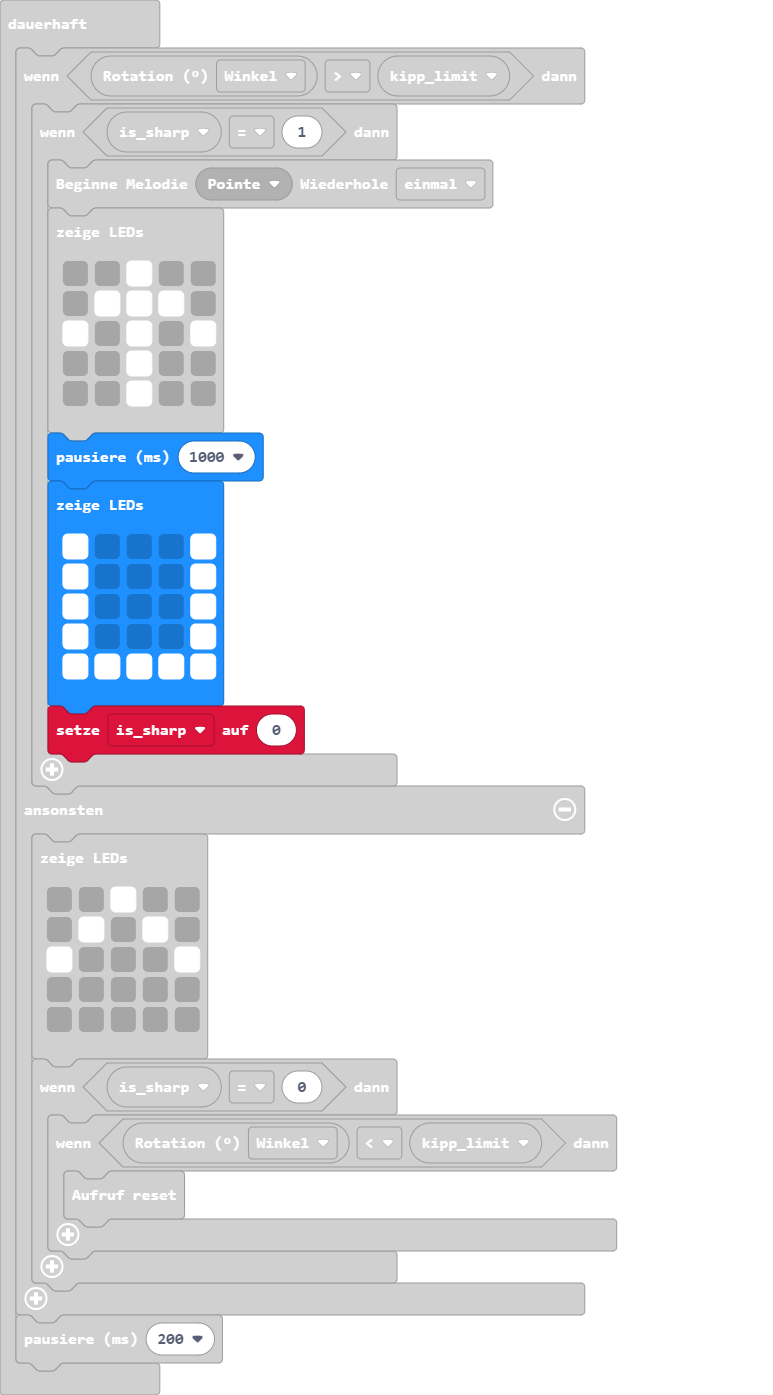 dauerhaft
wenn Rotation (º) Winkel > kipp_limit dann
wenn is_sharp = 1 dann
Beginne Melodie Pointe Wiederhole einmal
zeige LEDs
pausiere (ms) 1000
zeige LEDs
setze is_sharp auf 0
ansonsten
zeige LEDs
wenn is_sharp = 0 dann
wenn Rotation (º) Winkel < kipp_limit dann
Aufruf reset
pausiere (ms) 200